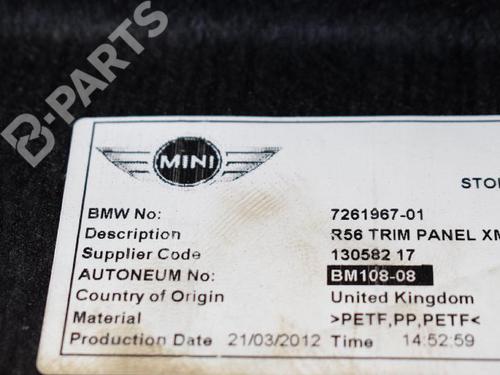 B-PARTS
MINI
STO
BMW No: 7261967-01
Description R56 TRIM PANEL XM
Supplier Code 130582 17
AUTONEUM No: BM108-08
Country of Origin United Kingdom
Material >PETF,PP,PETF<
Production Date 21/03/2012 Time 14:52:59